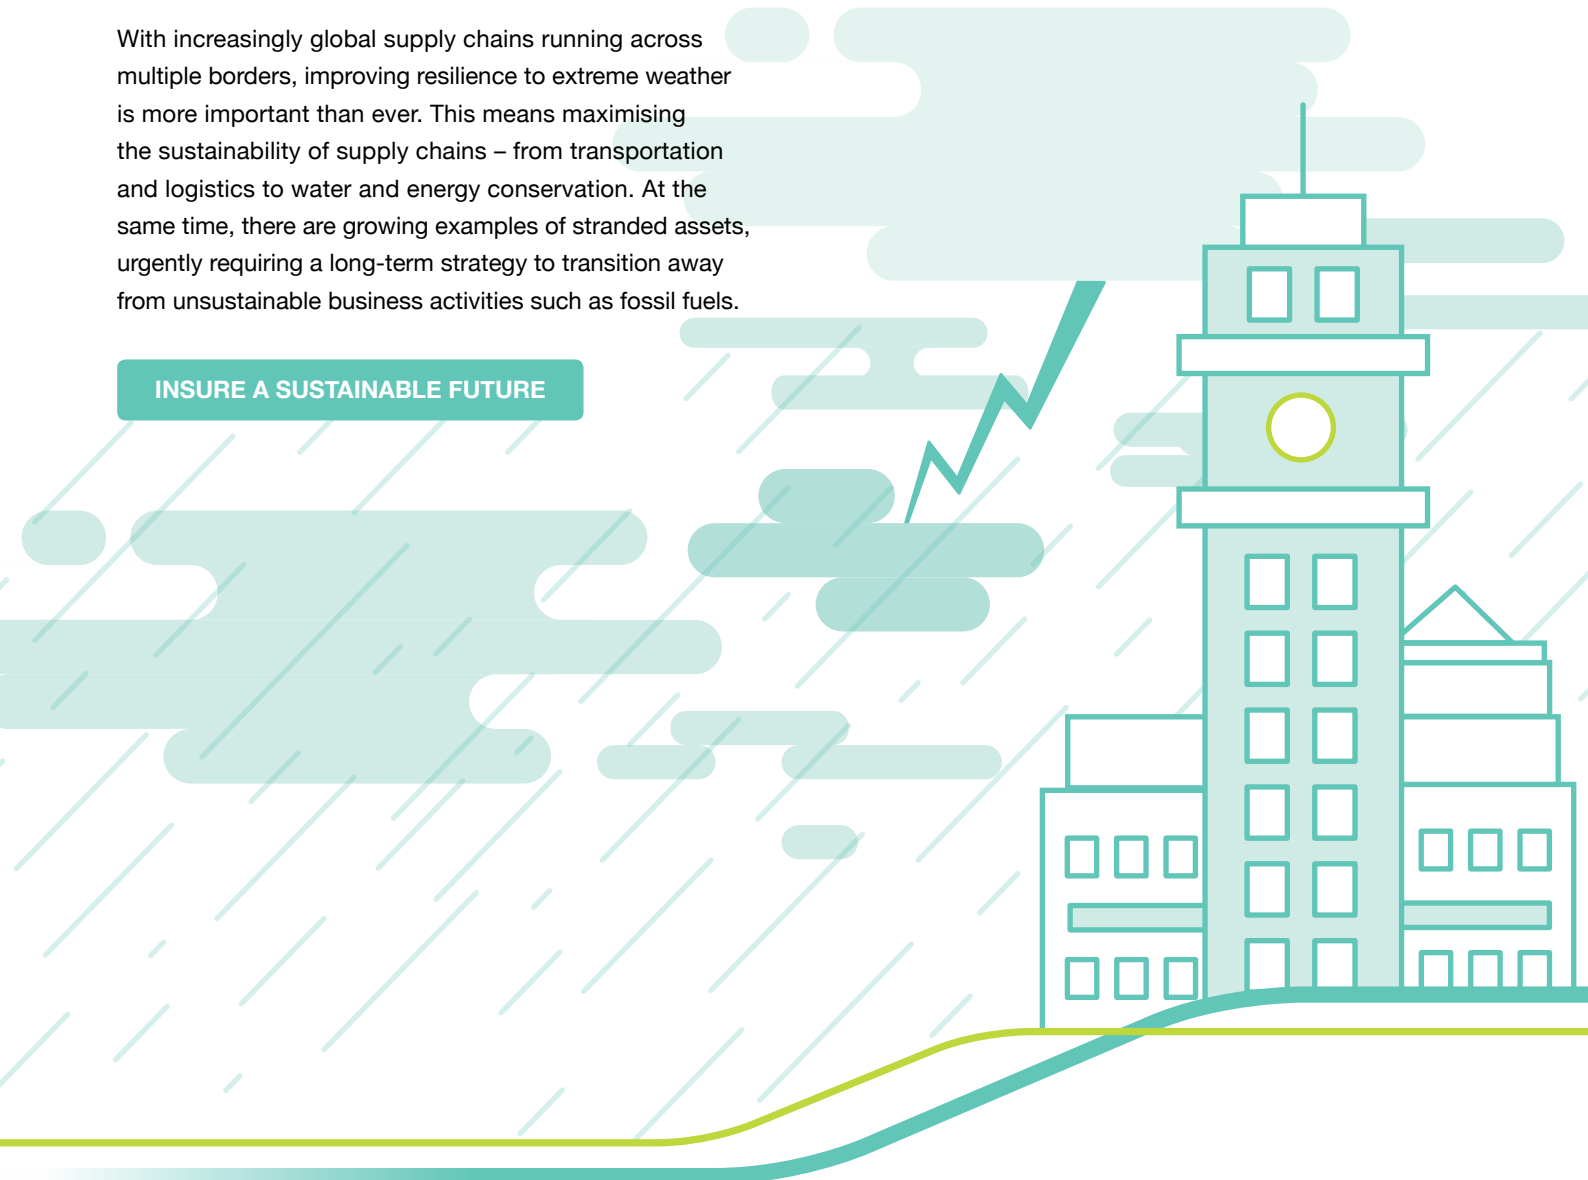 With increasingly global supply chains running across
multiple borders, improving resilience to extreme weather
is more important than ever. This means maximising
the sustainability of supply chains – from transportation
and logistics to water and energy conservation. At the
same time, there are growing examples of stranded assets,
urgently requiring a long-term strategy to transition away
from unsustainable business activities such as fossil fuels.
INSURE A SUSTAINABLE FUTURE